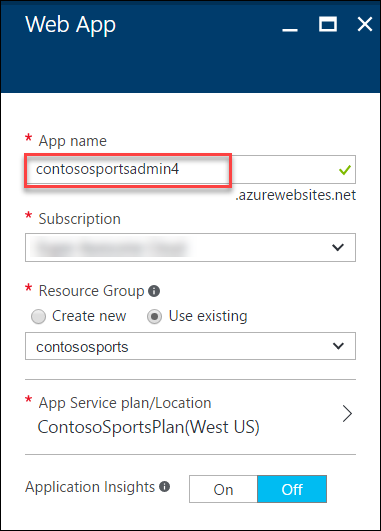 Web App
* App name
contososportsadmin4
.azurewebsites.net
* Subscription
* Resource Group
Create new Use existing
contososports
* App Service plan/Location
ContosoSportsPlan(West US)
Application Insights On Off